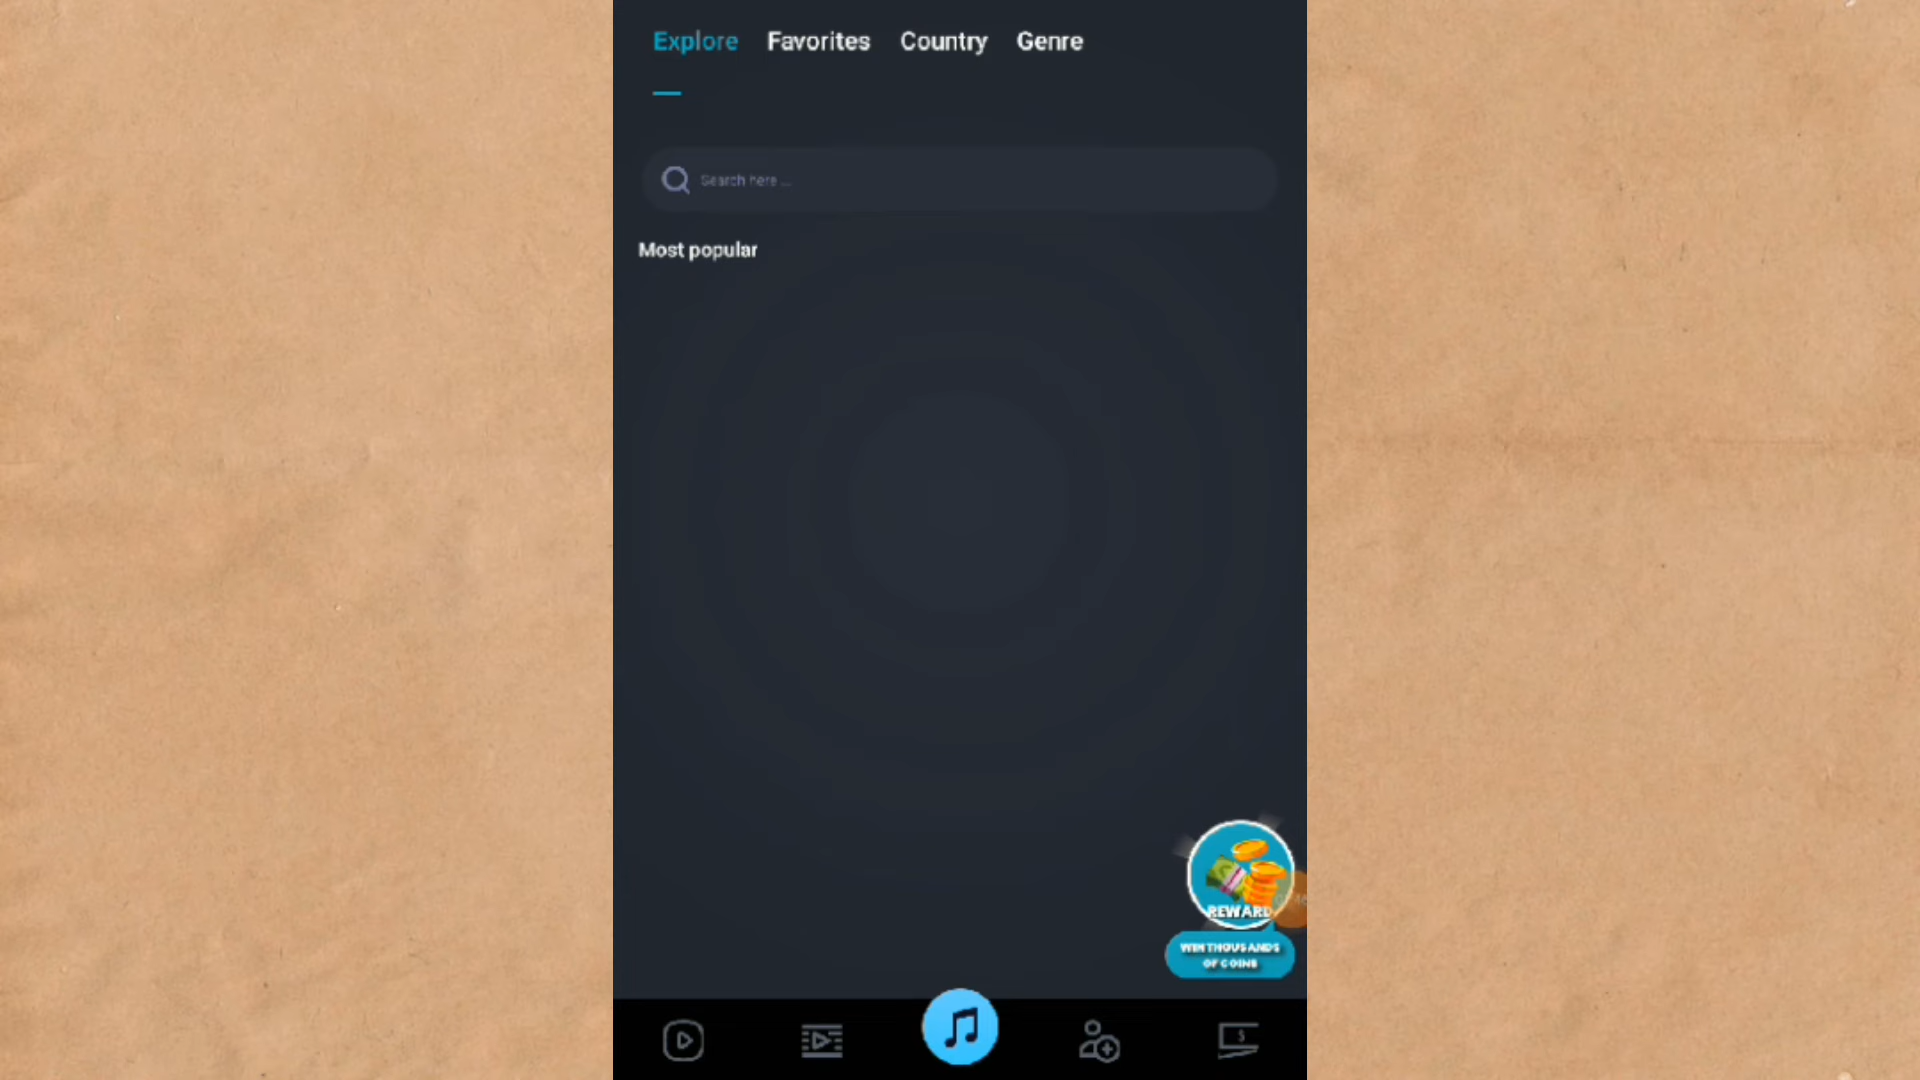 Explore Favorites Country Genre
Search here ...
Most popular
REWARD
WIN THOUSANDS
OF COINS